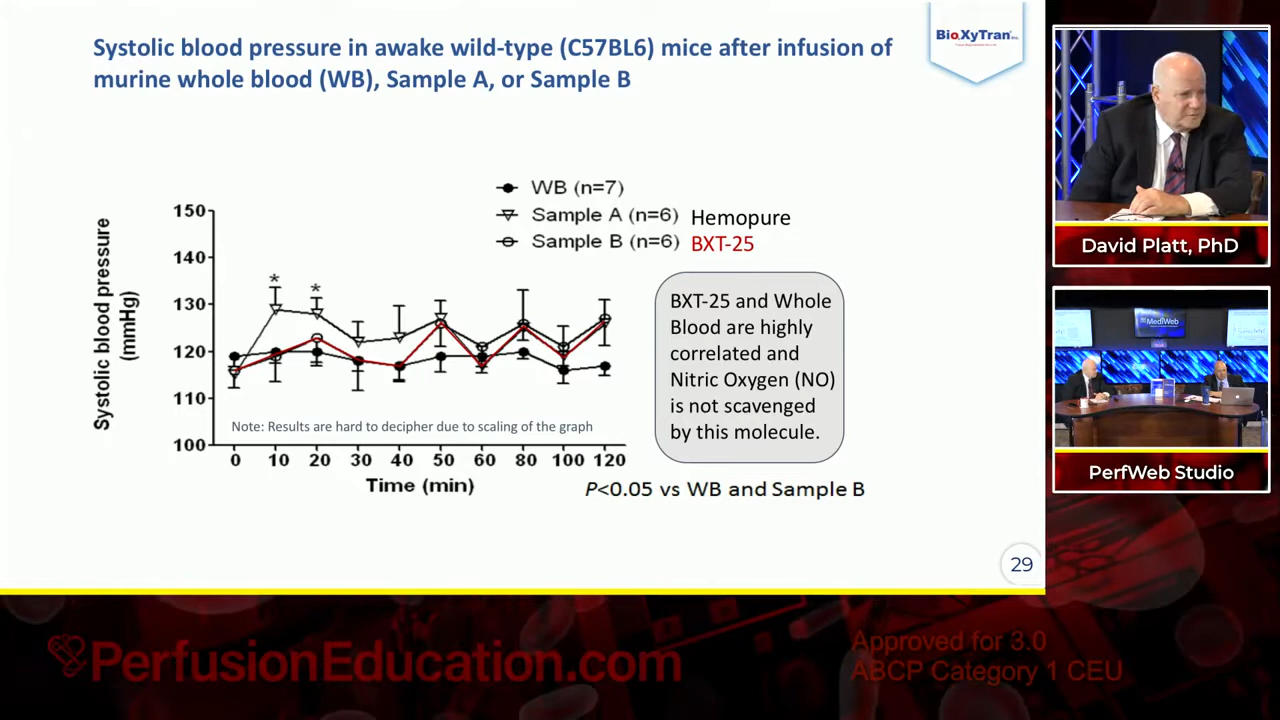 Systolic blood pressure in awake wild-type (C57BL6) mice after infusion of
murine whole blood (WB), Sample A, or Sample B
Bio.XyTran Inc.
WB (n=7)
Sample A (n=6) Hemopure
Sample B (n=6) BXT-25
Systolic blood pressure
(mmHg)
150
140
130
120
110
100
* *
Note: Results are hard to decipher due to scaling of the graph
0 10 20 30 40 50 60 80 100 120
Time (min)
BXT-25 and Whole
Blood are highly
correlated and
Nitric Oxygen (NO)
is not scavenged
by this molecule.
P<0.05 vs WB and Sample B
29
David Platt, PhD
MediWeb
PerfWeb Studio
PerfusionEducation.com
Approved for 3.0
ABCP Category 1 CEU